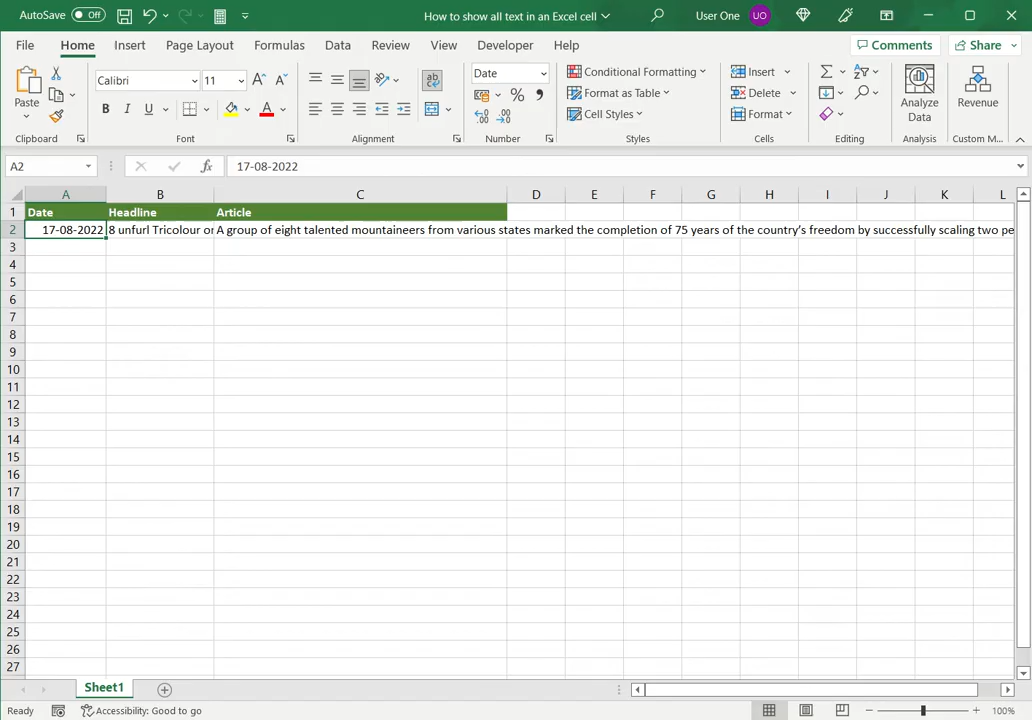 AutoSave Off How to show all text in an Excel cell User One UO
File Home Insert Page Layout Formulas Data Review View Developer Help Comments Share
Paste Calibri 11 A A Date Conditional Formatting Insert Analyze Data Revenue
B I U A % Format as Table Delete
Cell Styles Format
Clipboard Font Alignment Number Styles Cells Editing Analysis Custom M...
A2 fx 17-08-2022
A B C D E F G H I J K L
1 Date Headline Article
2 17-08-2022 8 unfurl Tricolour or A group of eight talented mountaineers from various states marked the completion of 75 years of the country's freedom by successfully scaling two pe
3
4
5
6
7
8
9
10
11
12
13
14
15
16
17
18
19
20
21
22
23
24
25
26
27
Sheet1
Ready Accessibility: Good to go 100%